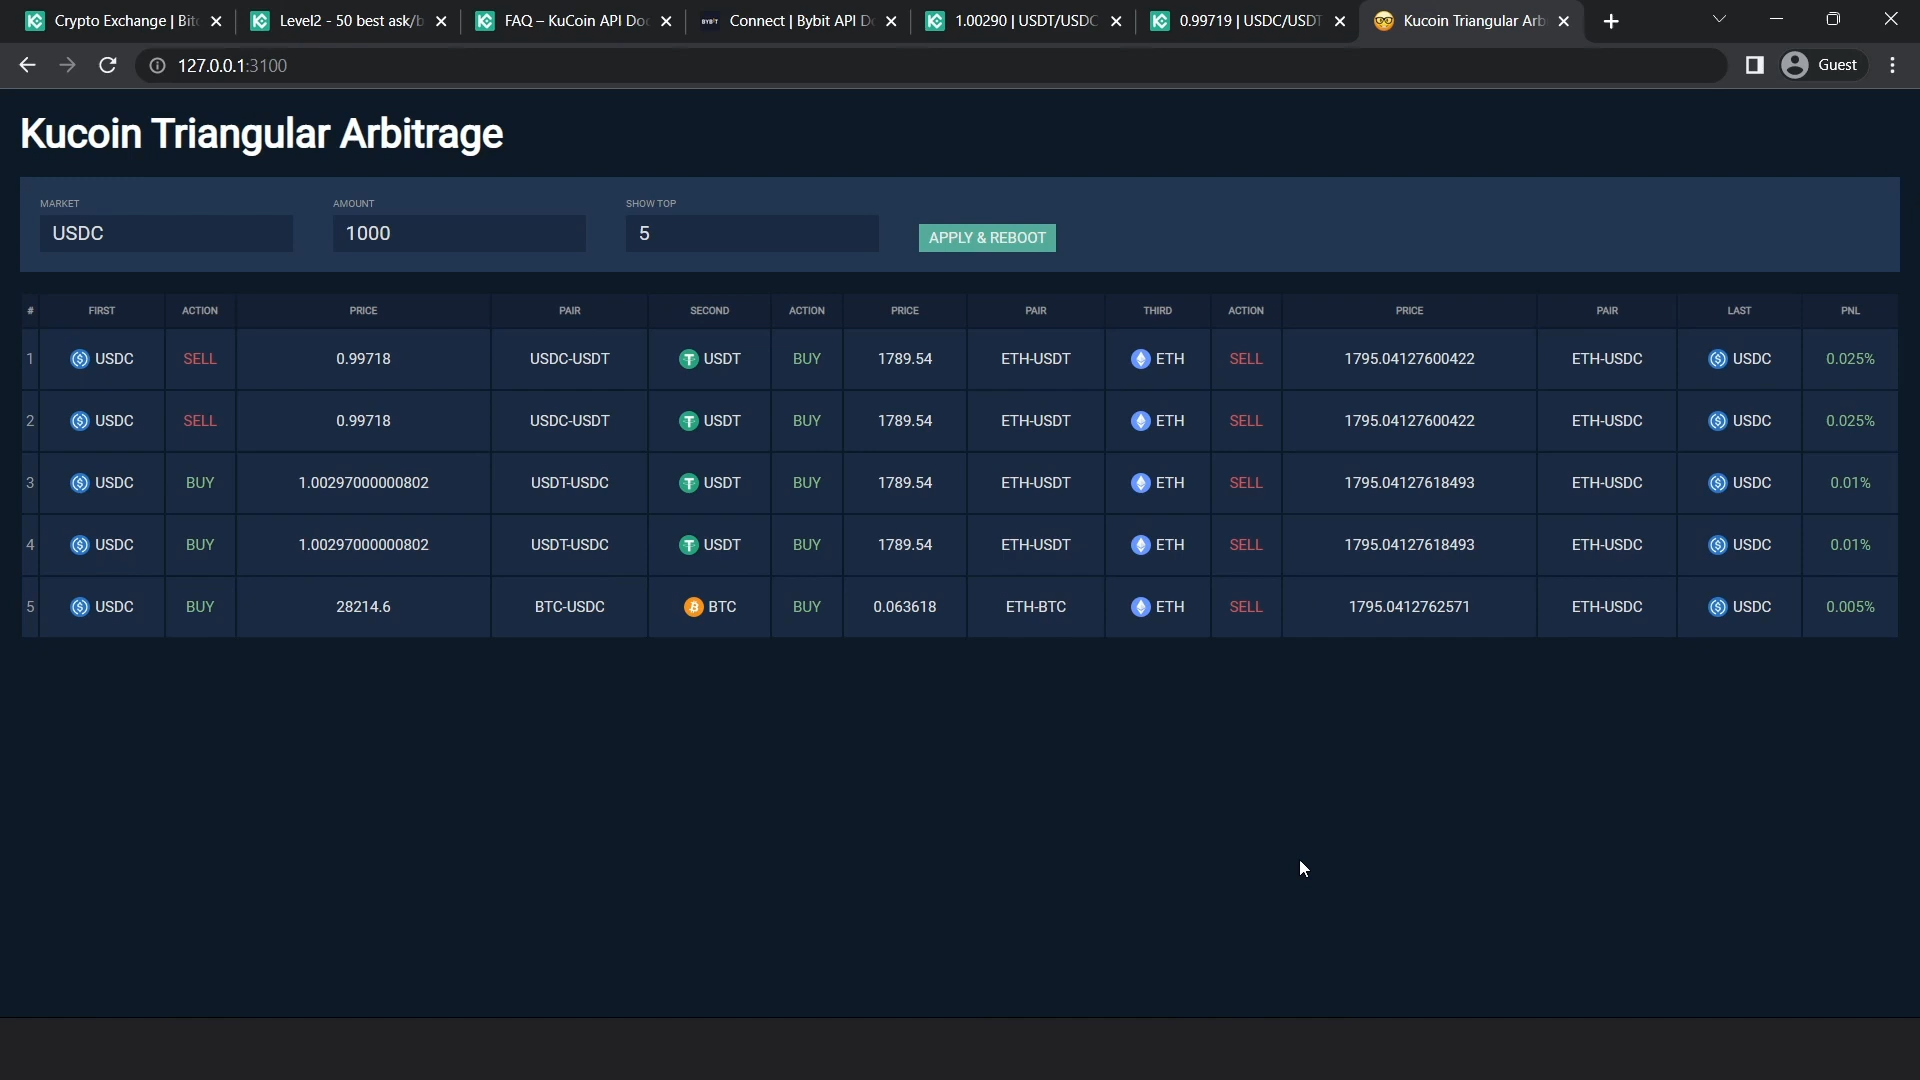 Crypto Exchange | Bit
Level2 - 50 best ask/b
FAQ – KuCoin API Do
Connect | Bybit API D
1.00290 | USDT/USDC
0.99719 | USDC/USDT
Kucoin Triangular Arb
127.0.0.1:3100
Guest
Kucoin Triangular Arbitrage
MARKET AMOUNT SHOW TOP
USDC 1000 5 APPLY & REBOOT
# FIRST ACTION PRICE PAIR SECOND ACTION PRICE PAIR THIRD ACTION PRICE PAIR LAST PNL
1 USDC SELL 0.99718 USDC-USDT USDT BUY 1789.54 ETH-USDT ETH SELL 1795.04127600422 ETH-USDC USDC 0.025%
2 USDC SELL 0.99718 USDC-USDT USDT BUY 1789.54 ETH-USDT ETH SELL 1795.04127600422 ETH-USDC USDC 0.025%
3 USDC BUY 1.00297000000802 USDT-USDC USDT BUY 1789.54 ETH-USDT ETH SELL 1795.04127618493 ETH-USDC USDC 0.01%
4 USDC BUY 1.00297000000802 USDT-USDC USDT BUY 1789.54 ETH-USDT ETH SELL 1795.04127618493 ETH-USDC USDC 0.01%
5 USDC BUY 28214.6 BTC-USDC BTC BUY 0.063618 ETH-BTC ETH SELL 1795.0412762571 ETH-USDC USDC 0.005%